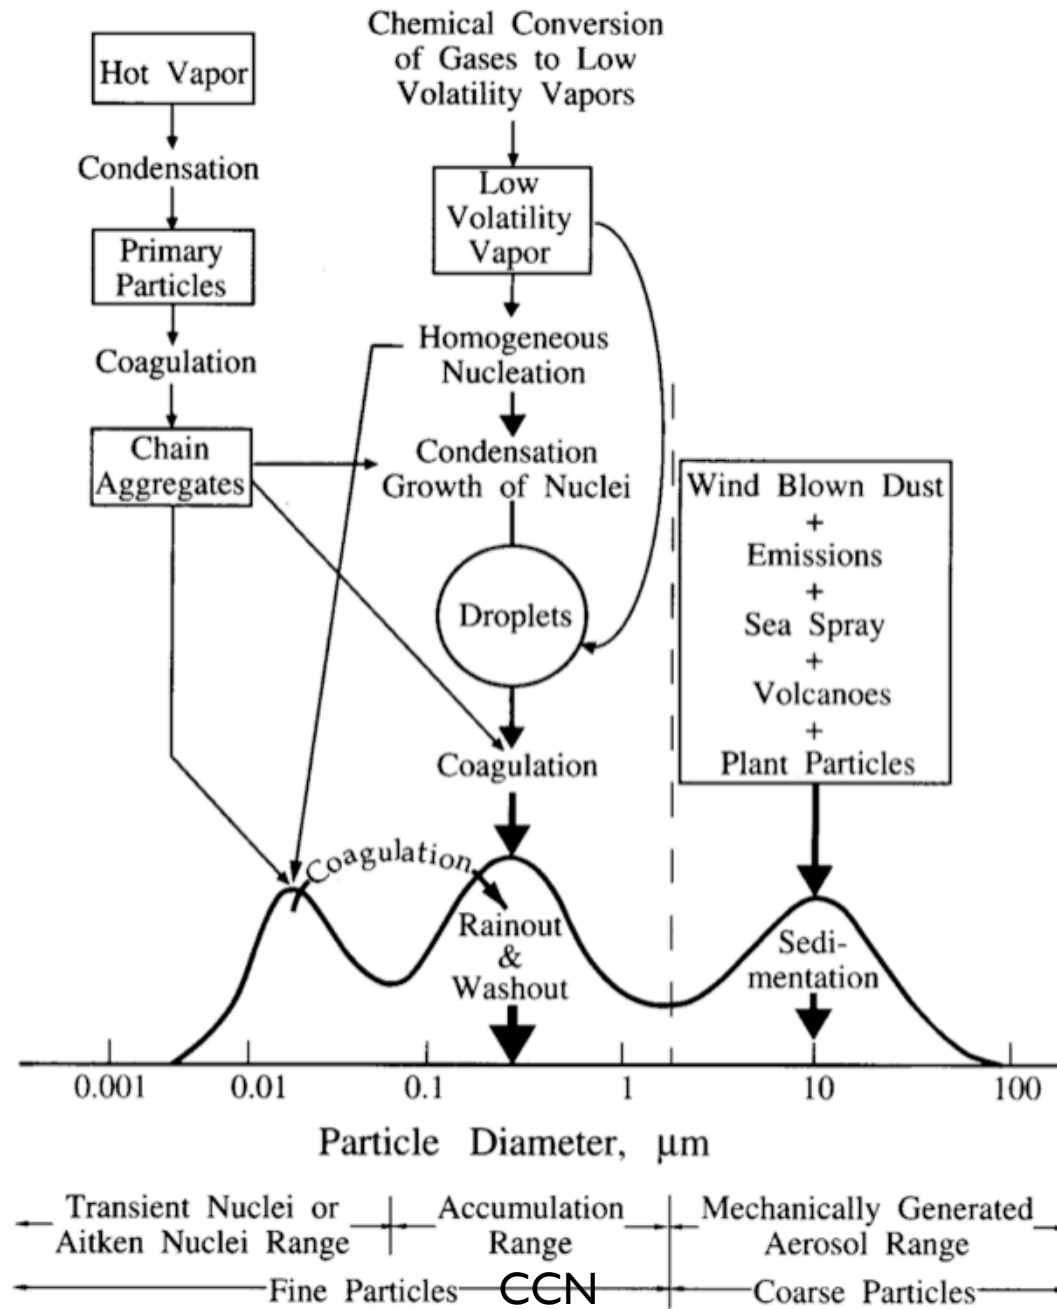 Hot Vapor
Condensation
Primary
Particles
Coagulation
Chain
Aggregates
Chemical Conversion
of Gases to Low
Volatility Vapors
Low
Volatility
Vapor
Homogeneous
Nucleation
Condensation
Growth of Nuclei
Droplets
Coagulation
Wind Blown Dust
+
Emissions
+
Sea Spray
+
Volcanoes
+
Plant Particles
Coagulation
Rainout
&
Washout
Sedi-
mentation
0.001 0.01 0.1 1 10 100
Particle Diameter, μm
Transient Nuclei or
Aitken Nuclei Range
Accumulation
Range
Mechanically Generated
Aerosol Range
Fine Particles CCN Coarse Particles